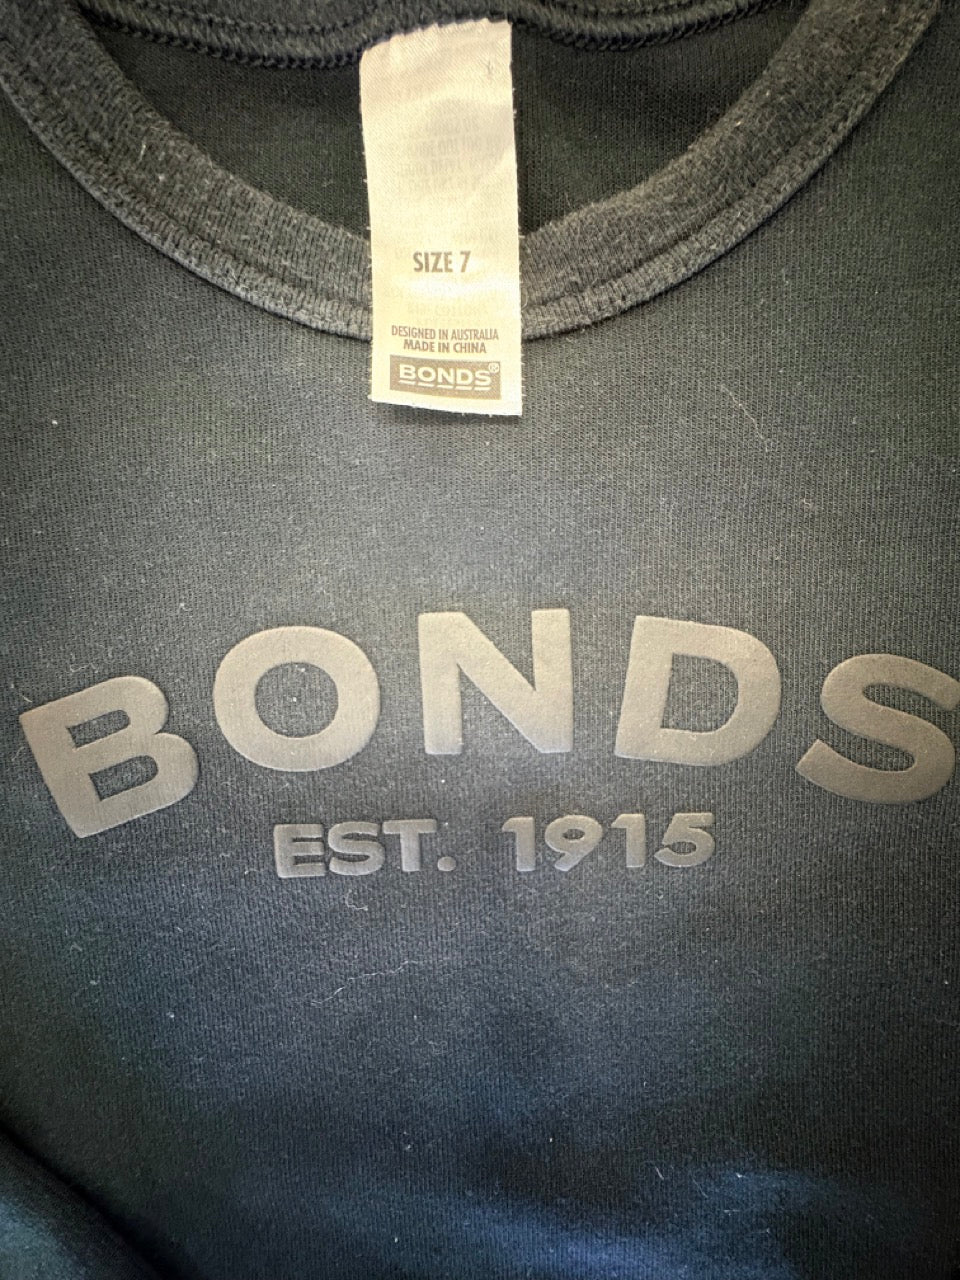 SIZE 7
DESIGNED IN AUSTRALIA
MADE IN CHINA
BONDS®
BONDS
EST. 1915